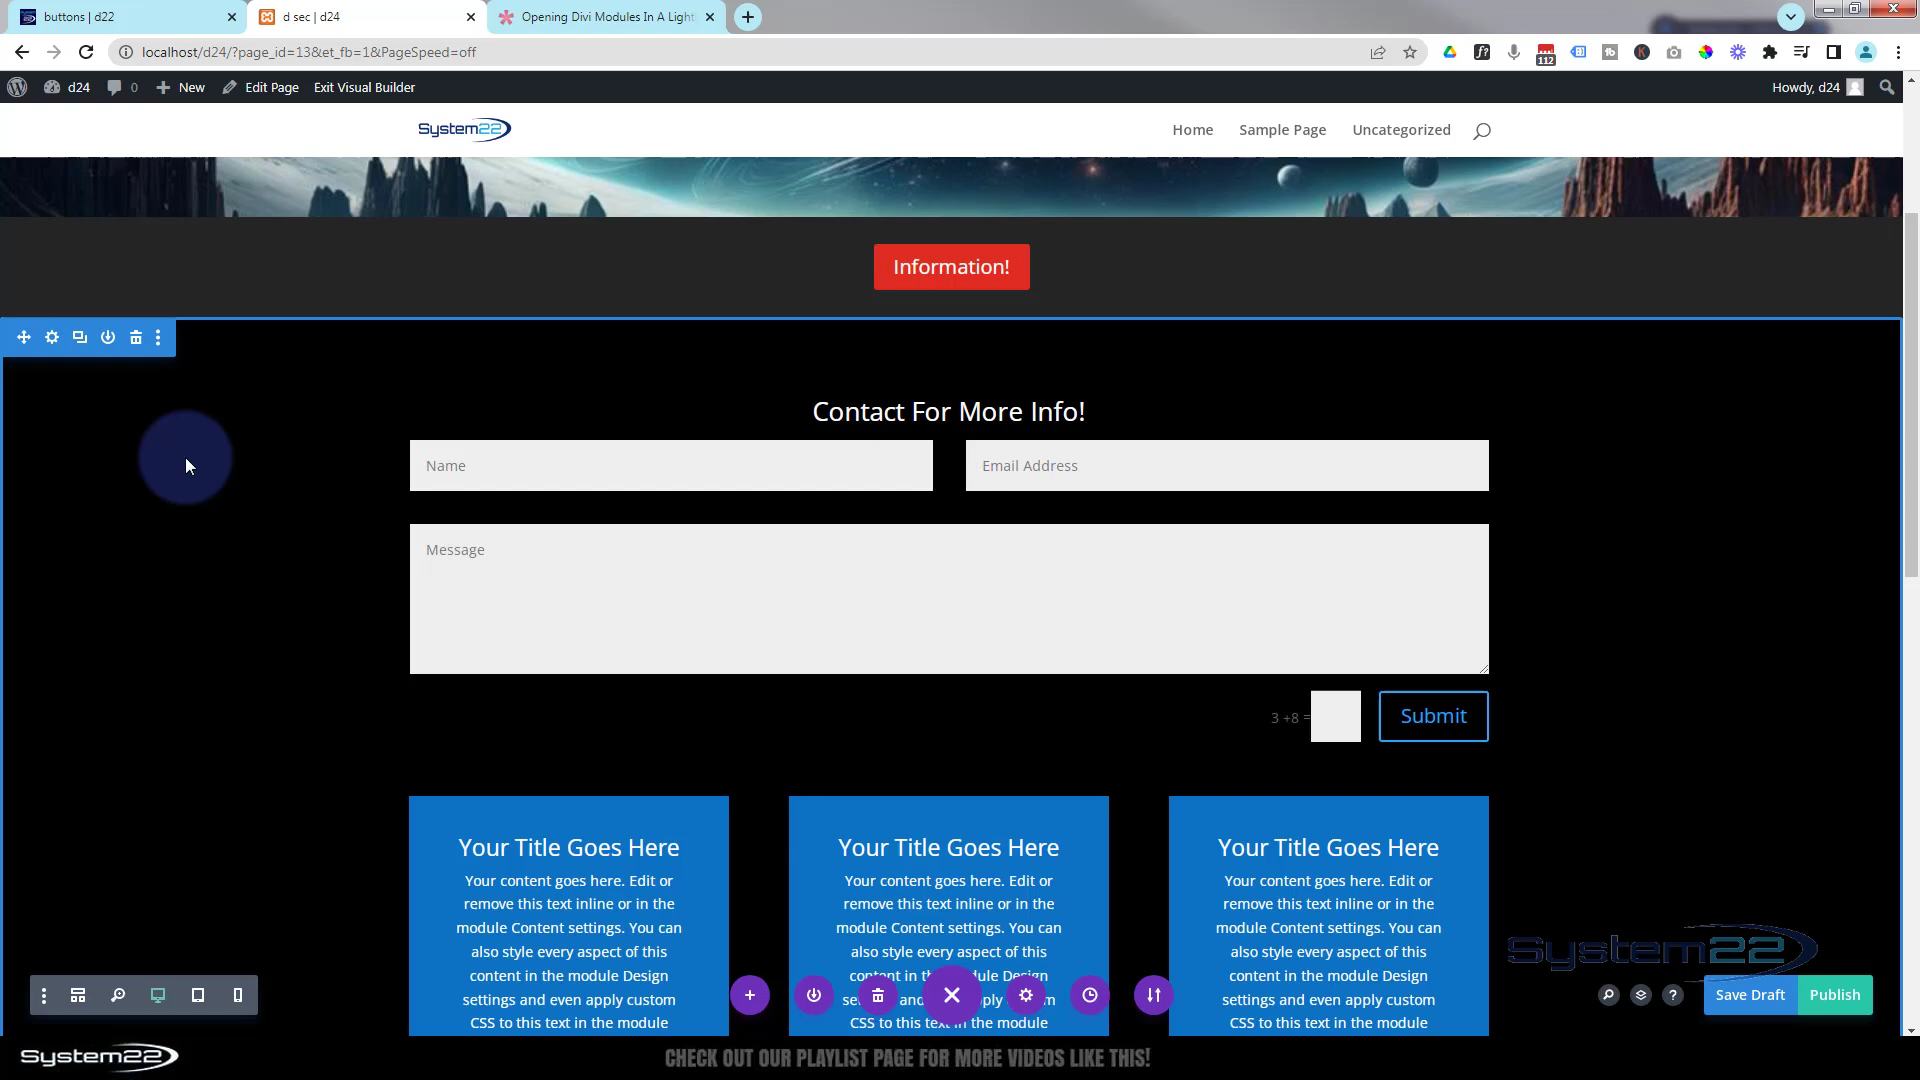 buttons | d22
d sec | d24
Opening Divi Modules In A Light
localhost/d24/?page_id=13&et_fb=1&PageSpeed=off
112
d24
0
New
Edit Page
Exit Visual Builder
Howdy, d24
System22
Home
Sample Page
Uncategorized
Information!
Contact For More Info!
Name
Email Address
Message
3 +8 =
Submit
Your Title Goes Here
Your content goes here. Edit or
remove this text inline or in the
module Content settings. You can
also style every aspect of this
content in the module Design
settings and even apply custom
CSS to this text in the module
Your Title Goes Here
Your content goes here. Edit or
remove this text inline or in the
module Content settings. You can
also style every aspect of this
content in the module Design
CSS to this text in the module
Your Title Goes Here
Your content goes here. Edit or
remove this text inline or in the
module Content settings. You can
also style every aspect of this
content in the module Design
settings and even apply custom
CSS to this text in the module
System22
Save Draft
Publish
System22
CHECK OUT OUR PLAYLIST PAGE FOR MORE VIDEOS LIKE THIS!